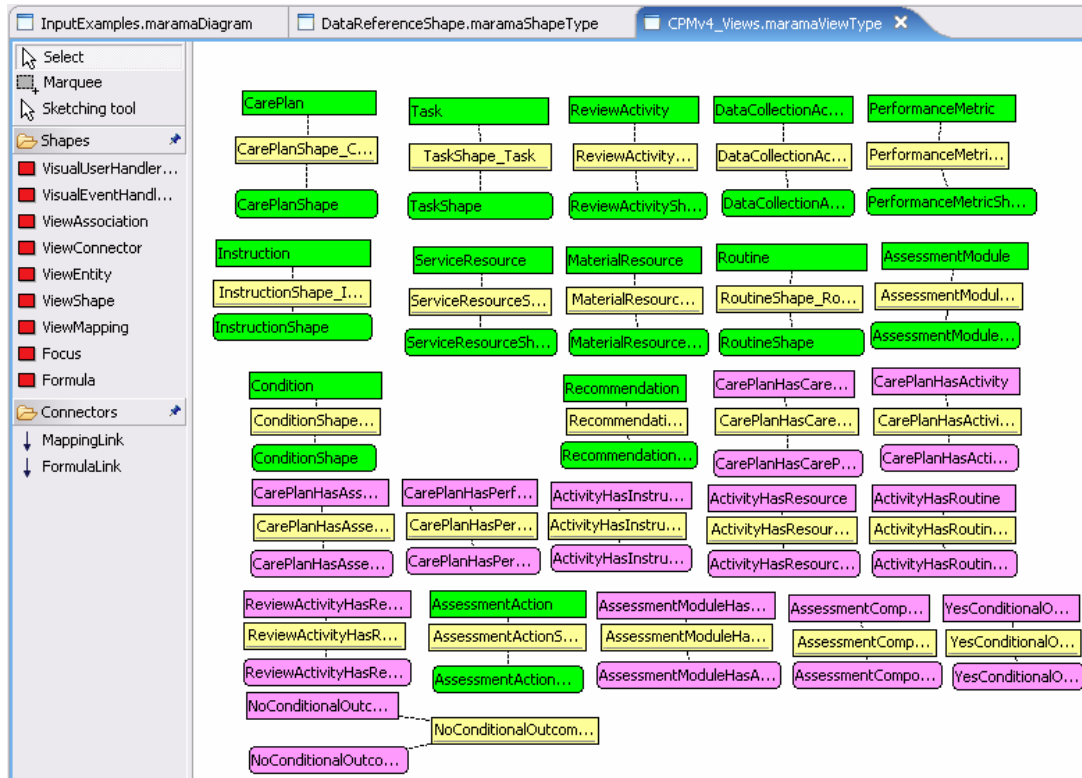 InputExamples.maramaDiagram
DataReferenceShape.maramaShapeType
CPMv4_Views.maramaViewType
Select
Marquee
Sketching tool
Shapes
VisualUserHandler...
VisualEventHandl...
ViewAssociation
ViewConnector
ViewEntity
ViewShape
ViewMapping
Focus
Formula
Connectors
MappingLink
FormulaLink
CarePlan
Task
ReviewActivity
DataCollectionAc...
PerformanceMetric
CarePlanShape_C...
TaskShape_Task
ReviewActivity...
DataCollectionAc...
PerformanceMetri...
CarePlanShape
TaskShape
ReviewActivitySh...
DataCollectionA...
PerformanceMetricSh...
Instruction
ServiceResource
MaterialResource
Routine
AssessmentModule
InstructionShape_I...
ServiceResourceS...
MaterialResourc...
RoutineShape_Ro...
AssessmentModul...
InstructionShape
ServiceResourceSh...
MaterialResource...
RoutineShape
AssessmentModule...
Condition
Recommendation
CarePlanHasCare...
CarePlanHasActivity
ConditionShape...
Recommendati...
CarePlanHasCare...
CarePlanHasActivi...
ConditionShape
Recommendation...
CarePlanHasCareP...
CarePlanHasActi...
CarePlanHasAss...
CarePlanHasPerf...
ActivityHasInstru...
ActivityHasResource
ActivityHasRoutine
CarePlanHasAsse...
CarePlanHasPer...
ActivityHasInstru...
ActivityHasResour...
ActivityHasRoutin...
CarePlanHasAsse...
CarePlanHasPer...
ActivityHasInstru...
ActivityHasResourc...
ActivityHasRoutin...
ReviewActivityHasRe...
AssessmentAction
AssessmentModuleHas...
AssessmentComp...
YesConditionalO...
ReviewActivityHasR...
AssessmentActionS...
AssessmentModuleHa...
AssessmentComp...
YesConditionalO...
ReviewActivityHasRe...
AssessmentAction...
AssessmentModuleHasA...
AssessmentCompo...
YesConditionalO...
NoConditionalOutc...
NoConditionalOutcom...
NoConditionalOutco...